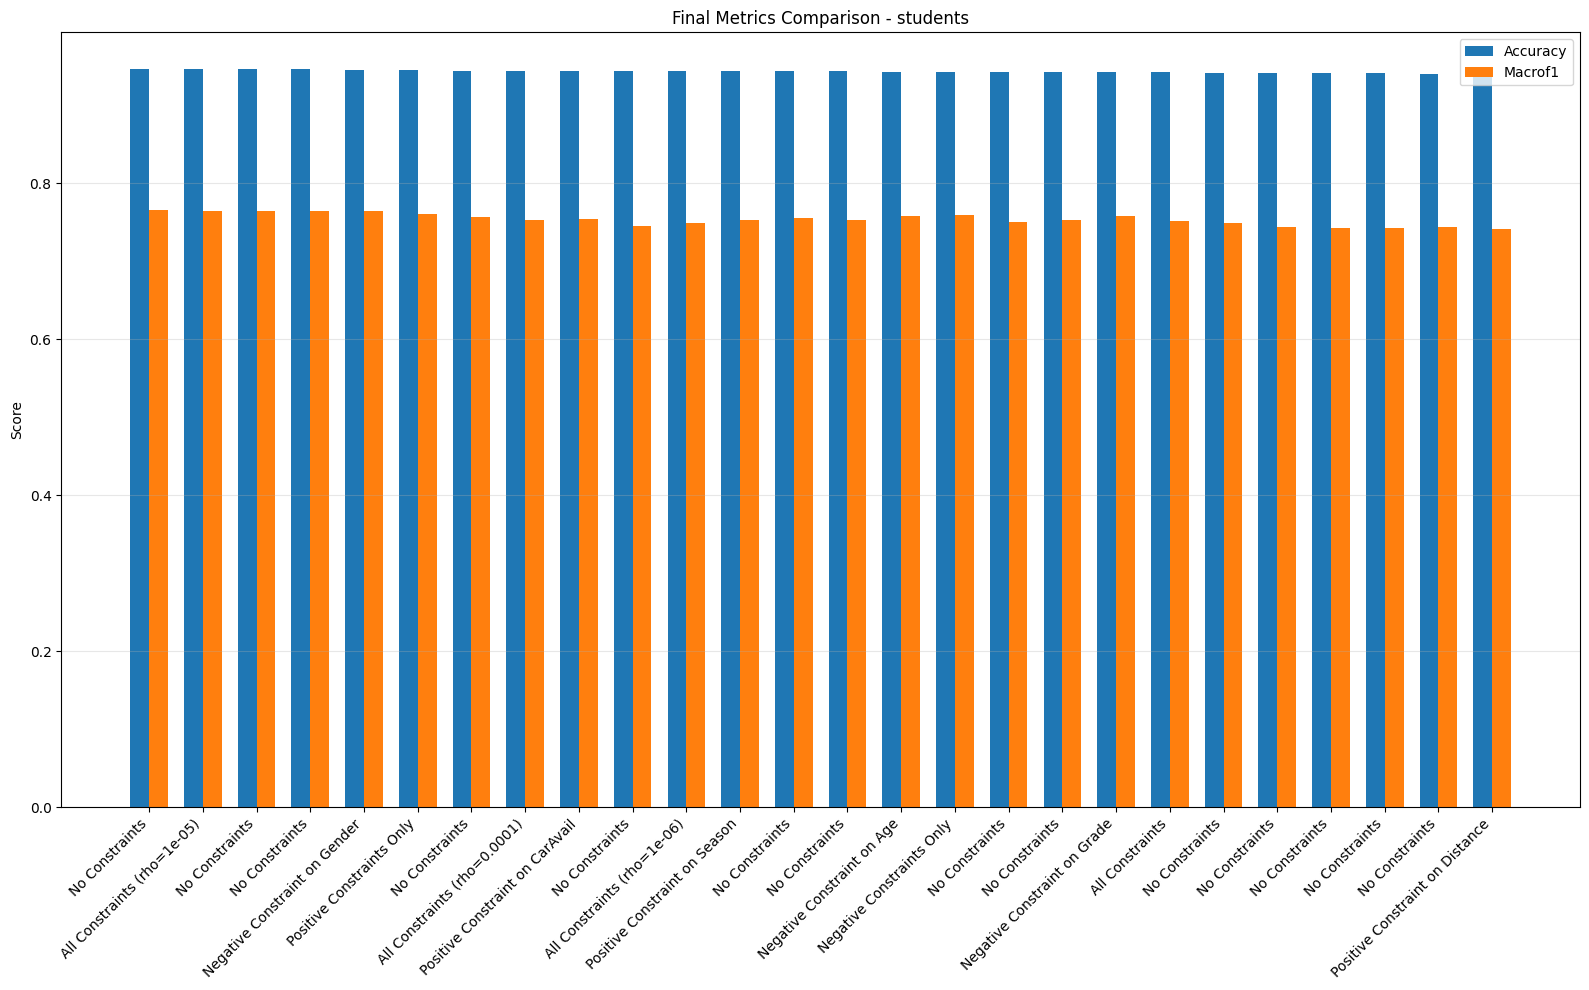 Final Metrics Comparison - students
Accuracy
Macrof1
Score
0.8
0.6
0.4
0.2
0.0
No Constraints
All Constraints (rho=1e-05)
No Constraints
No Constraints
Negative Constraint on Gender
Positive Constraints Only
No Constraints
All Constraints (rho=0.0001)
Positive Constraint on CarAvail
No Constraints
All Constraints (rho=1e-06)
Positive Constraint on Season
No Constraints
No Constraints
Negative Constraint on Age
Negative Constraints Only
No Constraints
No Constraints
Negative Constraint on Grade
All Constraints
No Constraints
No Constraints
No Constraints
No Constraints
No Constraints
Positive Constraint on Distance